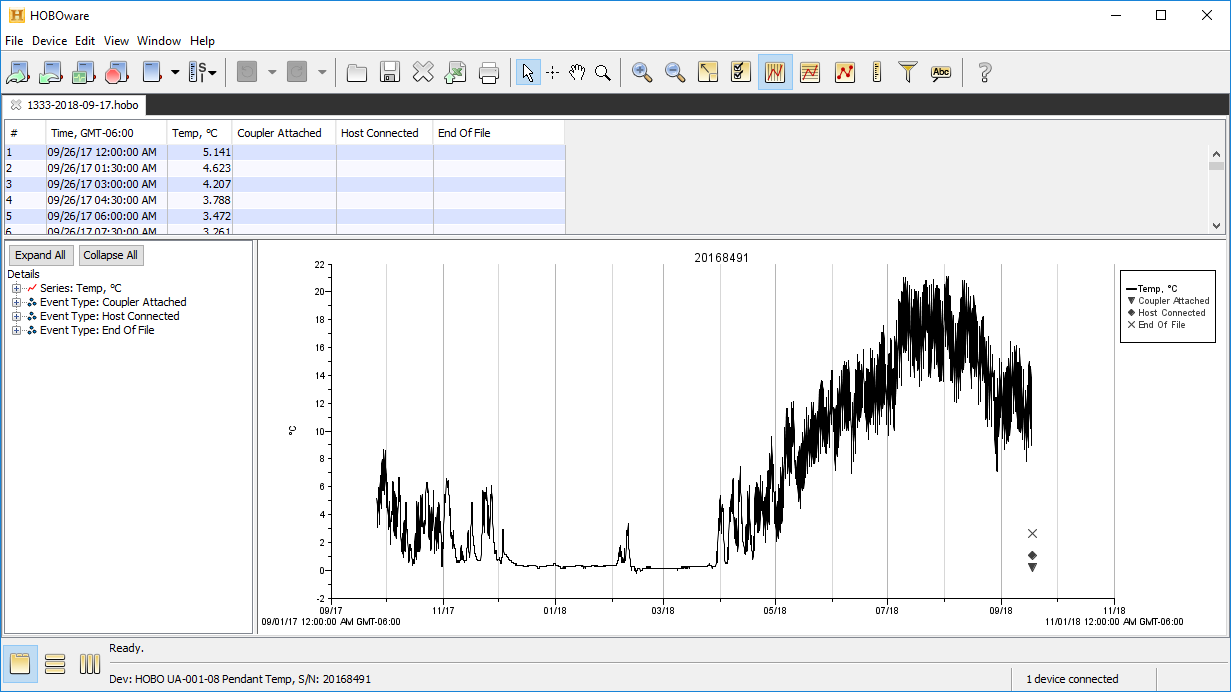 HOBOware
File Device Edit View Window Help
Abc
1333-2018-09-17.hobo
# Time, GMT-06:00 Temp, °C Coupler Attached Host Connected End Of File
1 09/26/17 12:00:00 AM 5.141
2 09/26/17 01:30:00 AM 4.623
3 09/26/17 03:00:00 AM 4.207
4 09/26/17 04:30:00 AM 3.788
5 09/26/17 06:00:00 AM 3.472
6 09/26/17 07:30:00 AM 3.261
Expand All Collapse All
Details
Series: Temp, °C
Event Type: Coupler Attached
Event Type: Host Connected
Event Type: End Of File
20168491
22
20
18
16
14
12
10
8
6
4
2
0
-2
°C
Temp, °C
Coupler Attached
Host Connected
End Of File
09/17 11/17 01/18 03/18 05/18 07/18 09/18 11/18
09/01/17 12:00:00 AM GMT-06:00 11/01/18 12:00:00 AM GMT-06:00
Ready.
Dev: HOBO UA-001-08 Pendant Temp, S/N: 20168491 1 device connected